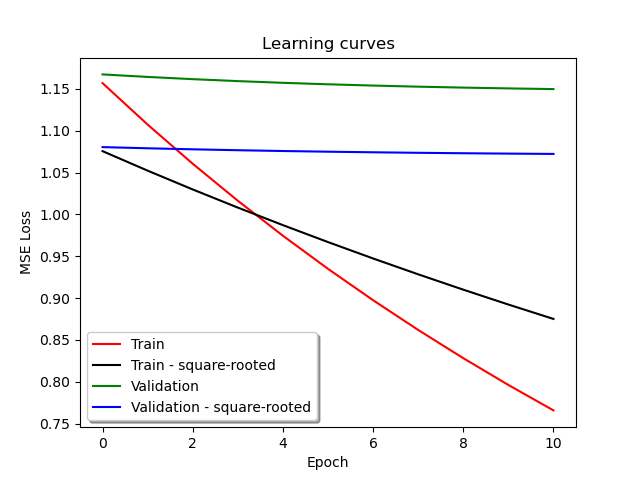 Learning curves
MSE Loss
1.15
1.10
1.05
1.00
0.95
0.90
0.85
0.80
0.75
Train
Train - square-rooted
Validation
Validation - square-rooted
0 2 4 6 8 10
Epoch